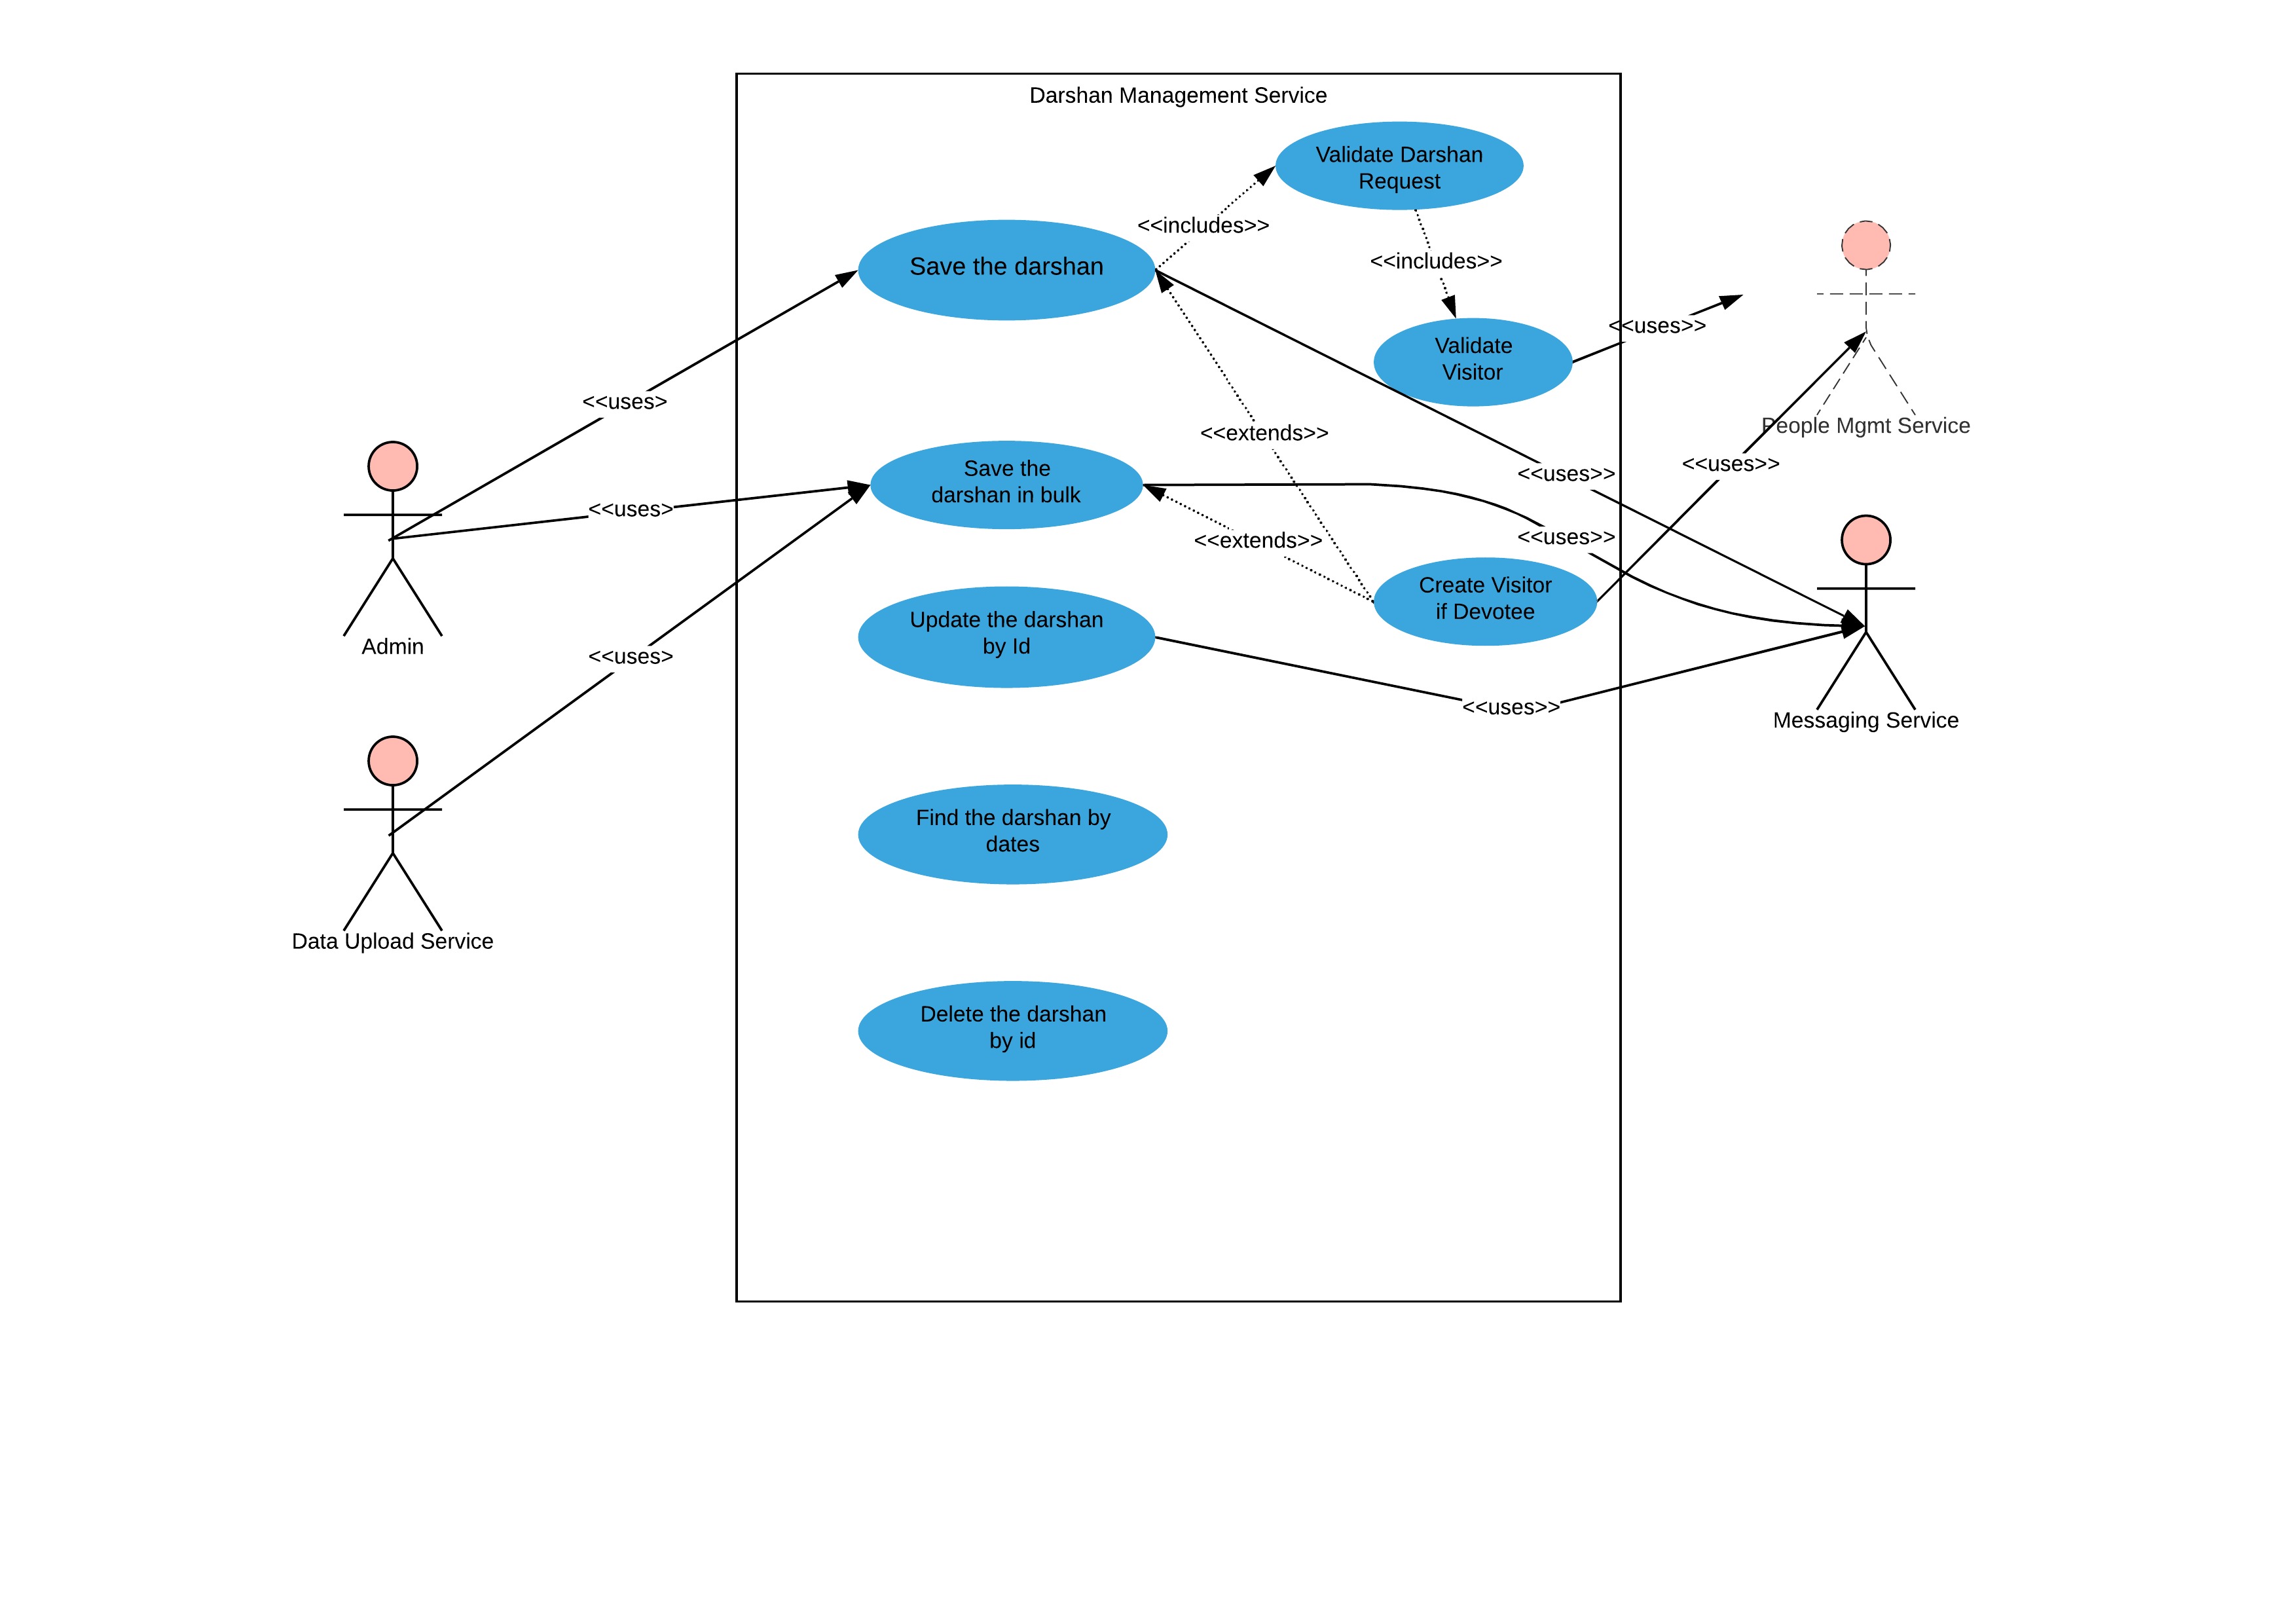 Darshan Management Service
Validate Darshan
Request
<<includes>>
<<includes>>
Save the darshan
<<uses>>
Validate
Visitor
<<uses>
People Mgmt Service
<<extends>>
<<uses>>
<<uses>>
Save the
darshan in bulk
<<uses>
<<uses>>
<<extends>>
Create Visitor
if Devotee
Update the darshan
by Id
Admin
<<uses>
<<uses>>
Messaging Service
Find the darshan by
dates
Data Upload Service
Delete the darshan
by id